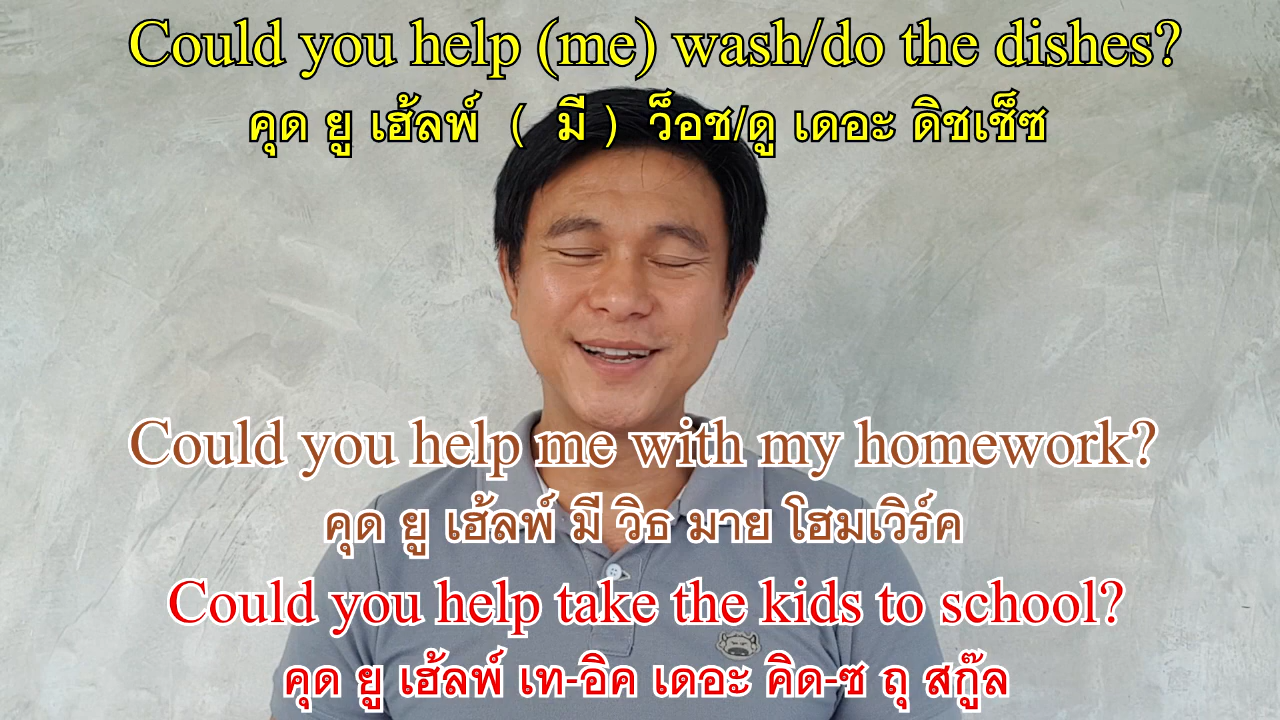 Could you help (me) wash/do the dishes?
คุด ยู เฮ้ลพ์ ( มี ) ว็อช/ดู เดอะ ดิชเช็ซ
Could you help me with my homework?
คุด ยู เฮ้ลพ์ มี วิธ มาย โฮมเวิร์ค
Could you help take the kids to school?
คุด ยู เฮ้ลพ์ เท-อิค เดอะ คิด-ซ ถุ สกู๊ล